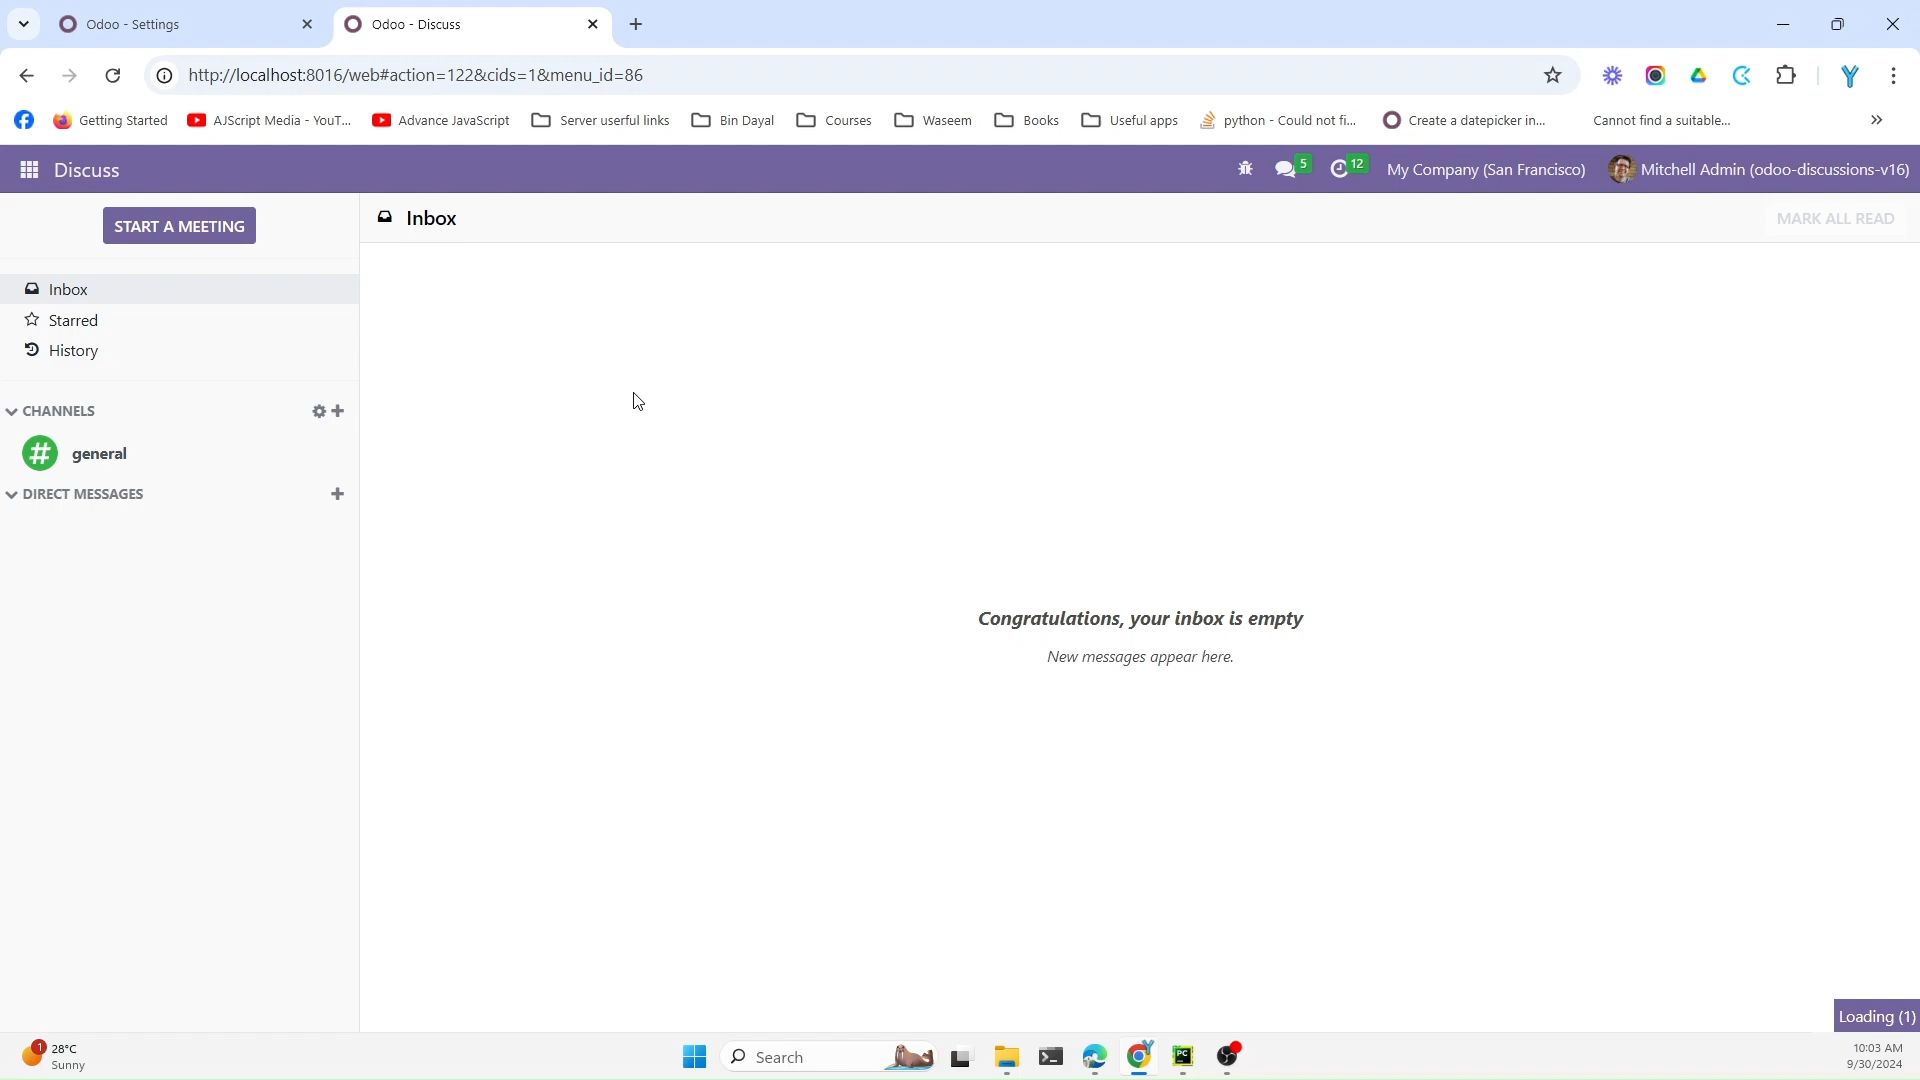 Odoo - Settings
Odoo - Discuss
http://localhost:8016/web#action=122&cids=1&menu_id=86
Getting Started
AJScript Media - YouT...
Advance JavaScript
Server userful links
Bin Dayal
Courses
Waseem
Books
Useful apps
python - Could not fi...
Create a datepicker in...
Cannot find a suitable...
Discuss
5
12
My Company (San Francisco)
Mitchell Admin (odoo-discussions-v16)
START A MEETING
Inbox
MARK ALL READ
Inbox
Starred
History
CHANNELS
general
DIRECT MESSAGES
Congratulations, your inbox is empty
New messages appear here.
Loading (1)
1
28°C
Sunny
Search
PC
10:03 AM
9/30/2024